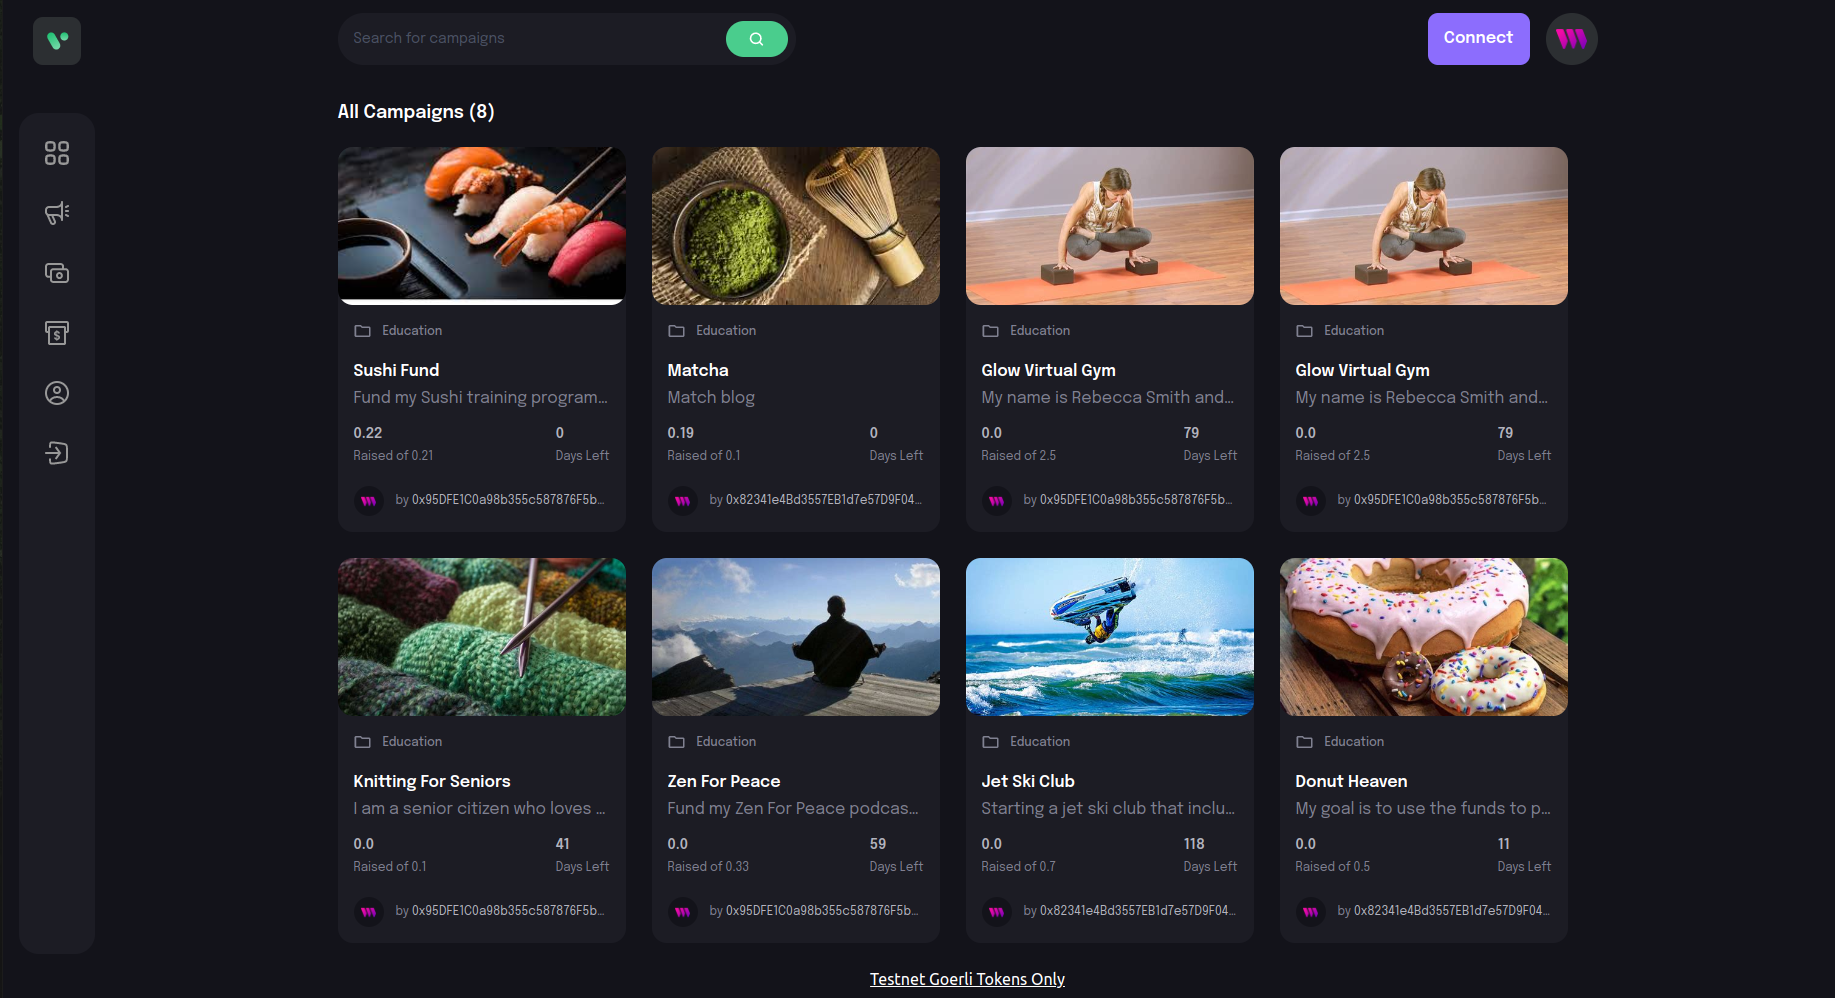 Search for campaigns
Connect
All Campaigns (8)
Education
Sushi Fund
Fund my Sushi training program...
0.22
0
Raised of 0.21
Days Left
by 0x95DFE1C0a98b355c587876F5b...
Education
Matcha
Match blog
0.19
0
Raised of 0.1
Days Left
by 0x82341e4Bd3557EB1d7e57D9F04...
Education
Glow Virtual Gym
My name is Rebecca Smith and...
0.0
79
Raised of 2.5
Days Left
by 0x95DFE1C0a98b355c587876F5b...
Education
Glow Virtual Gym
My name is Rebecca Smith and...
0.0
79
Raised of 2.5
Days Left
by 0x95DFE1C0a98b355c587876F5b...
Education
Knitting For Seniors
I am a senior citizen who loves ...
0.0
41
Raised of 0.1
Days Left
by 0x95DFE1C0a98b355c587876F5b...
Education
Zen For Peace
Fund my Zen For Peace podcas...
0.0
59
Raised of 0.33
Days Left
by 0x95DFE1C0a98b355c587876F5b...
Education
Jet Ski Club
Starting a jet ski club that inclu...
0.0
118
Raised of 0.7
Days Left
by 0x82341e4Bd3557EB1d7e57D9F04...
Education
Donut Heaven
My goal is to use the funds to p...
0.0
11
Raised of 0.5
Days Left
by 0x82341e4Bd3557EB1d7e57D9F04...
Testnet Goerli Tokens Only